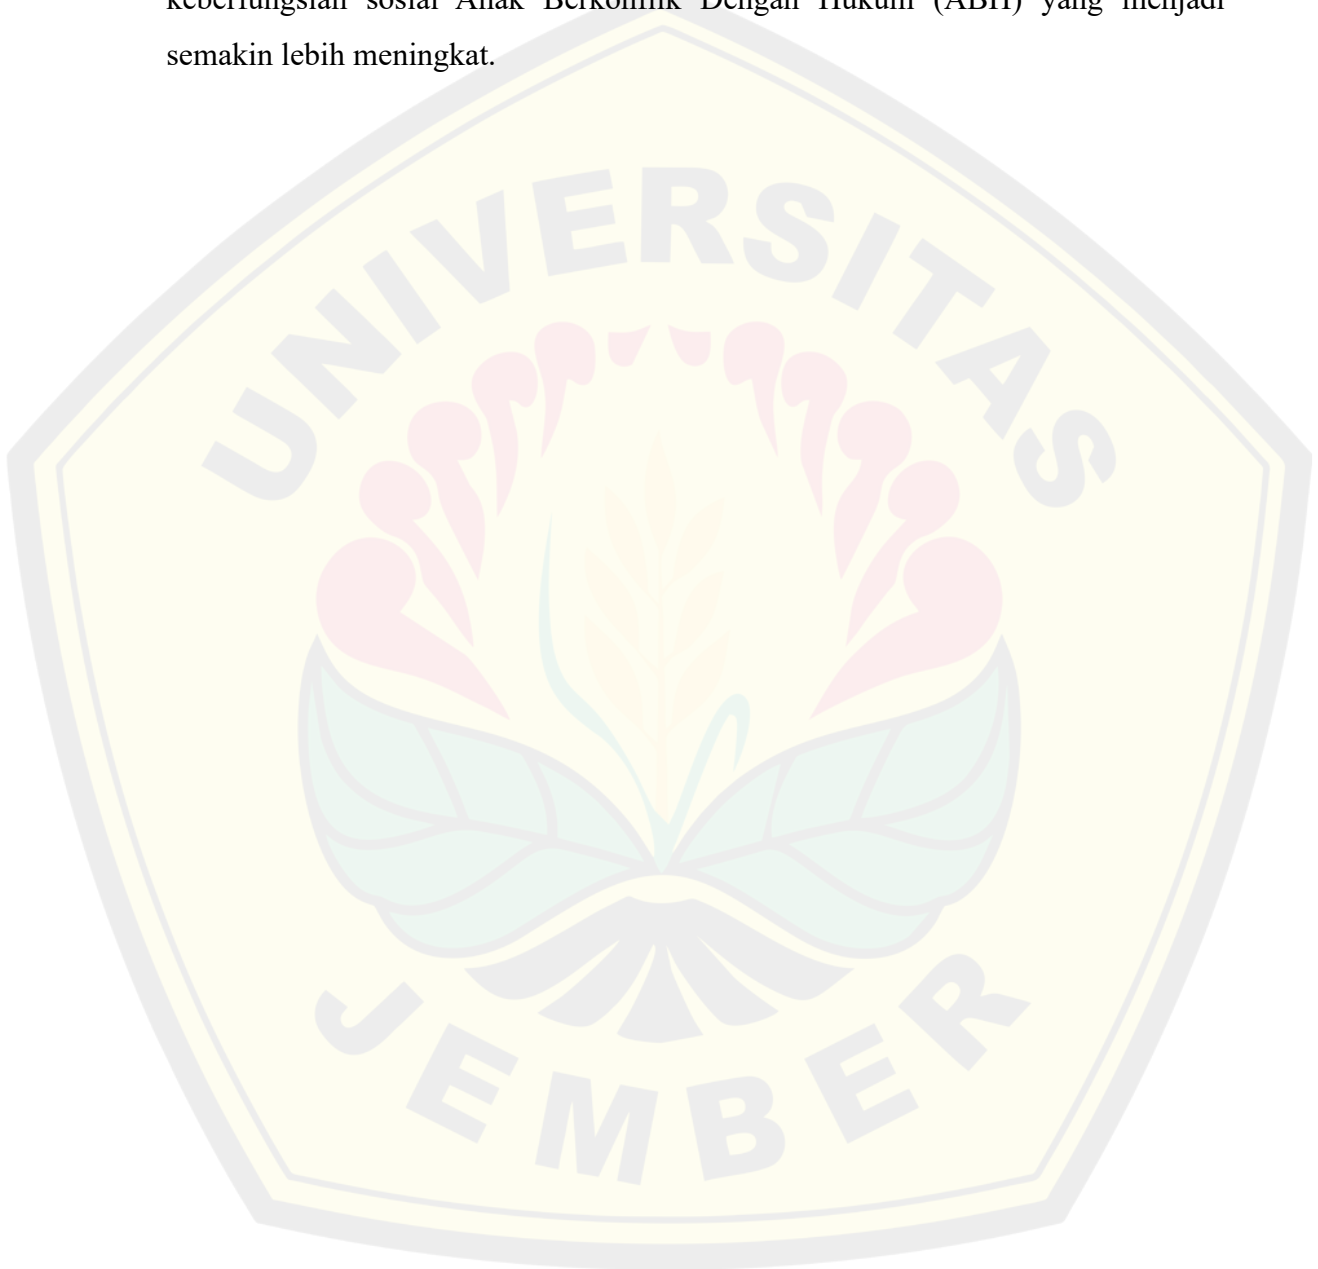 keberfungsian sosial Anak Berkonflik Dengan Hukum (ABH) yang menjadi
semakin lebih meningkat.
UNIVERSITAS
JEMBER